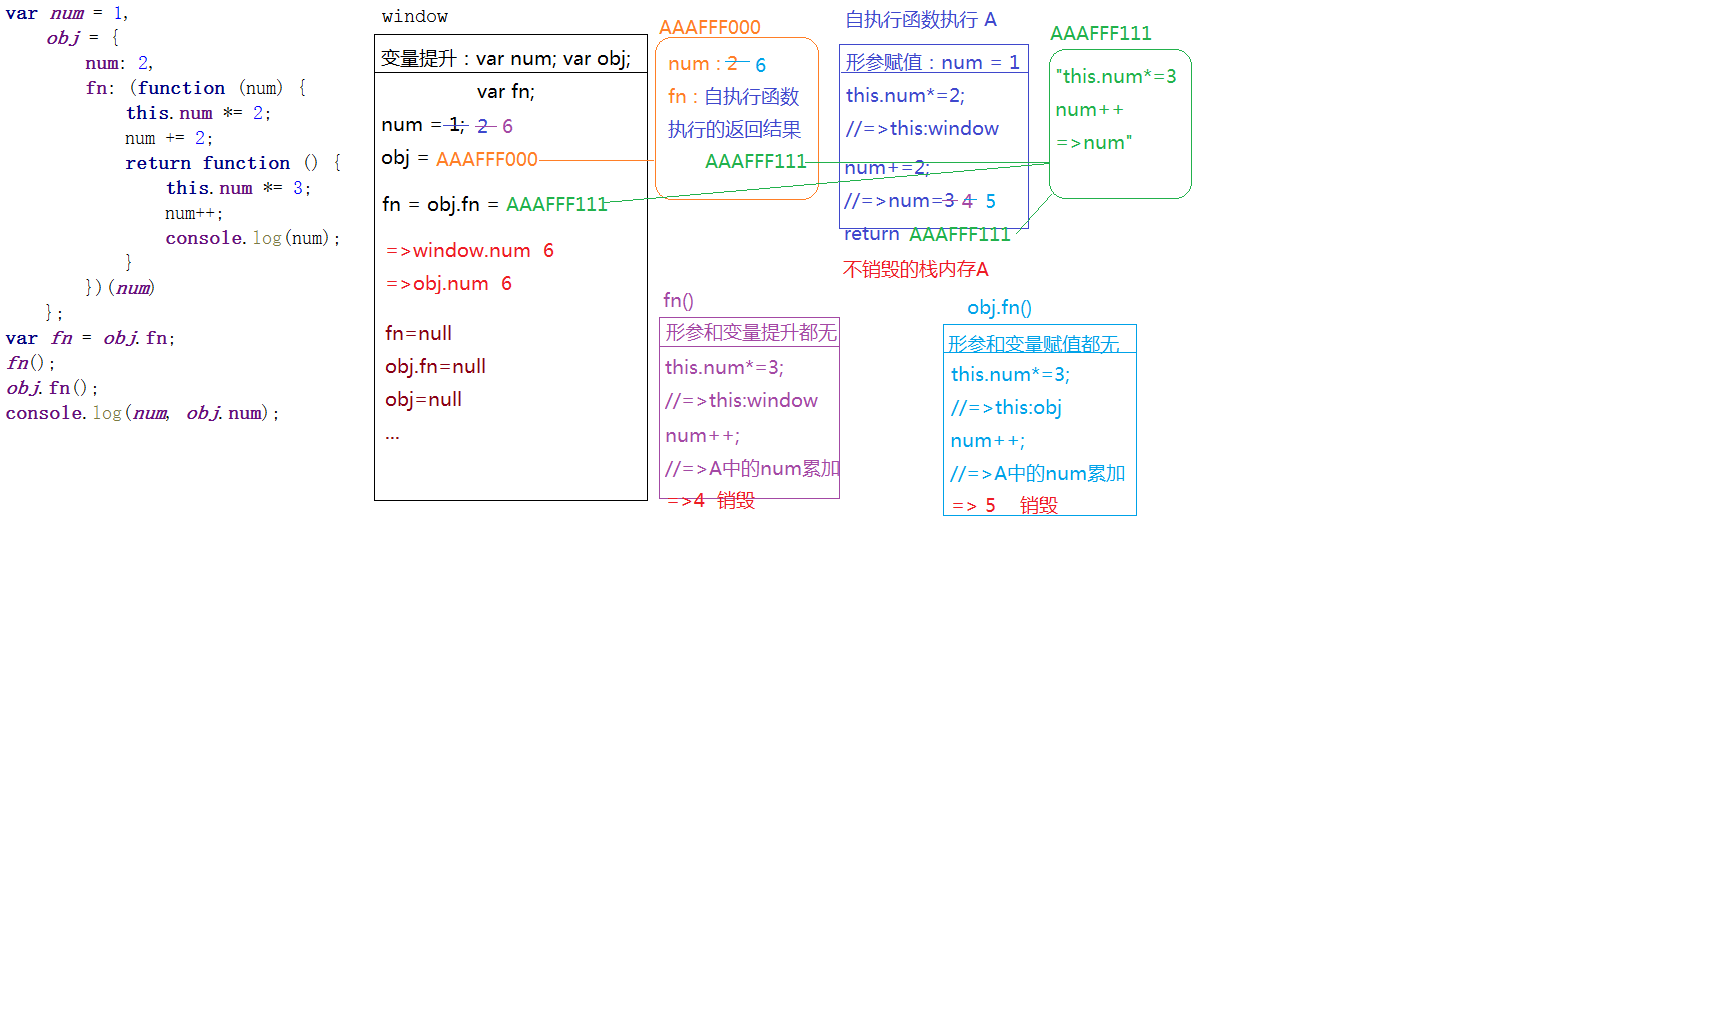 var num = 1,
obj = {
num: 2,
fn: (function (num) {
this.num *= 2;
num += 2;
return function () {
this.num *= 3;
num++;
console.log(num);
}
})(num)
};
var fn = obj.fn;
fn();
obj.fn();
console.log(num, obj.num);
window
变量提升：var num; var obj;
var fn;
num = 1; 2 6
obj = AAAFFF000
fn = obj.fn = AAAFFF111
=>window.num 6
=>obj.num 6
fn=null
obj.fn=null
obj=null
...
AAAFFF000
num : 2 6
fn : 自执行函数
执行的返回结果
AAAFFF111
自执行函数执行 A
形参赋值：num = 1
this.num*=2;
//=>this:window
num+=2;
//=>num=3 4 5
return AAAFFF111
不销毁的栈内存A
AAAFFF111
"this.num*=3
num++
=>num"
fn()
形参和变量提升都无
this.num*=3;
//=>this:window
num++;
//=>A中的num累加
=>4 销毁
obj.fn()
形参和变量赋值都无
this.num*=3;
//=>this:obj
num++;
//=>A中的num累加
=> 5 销毁